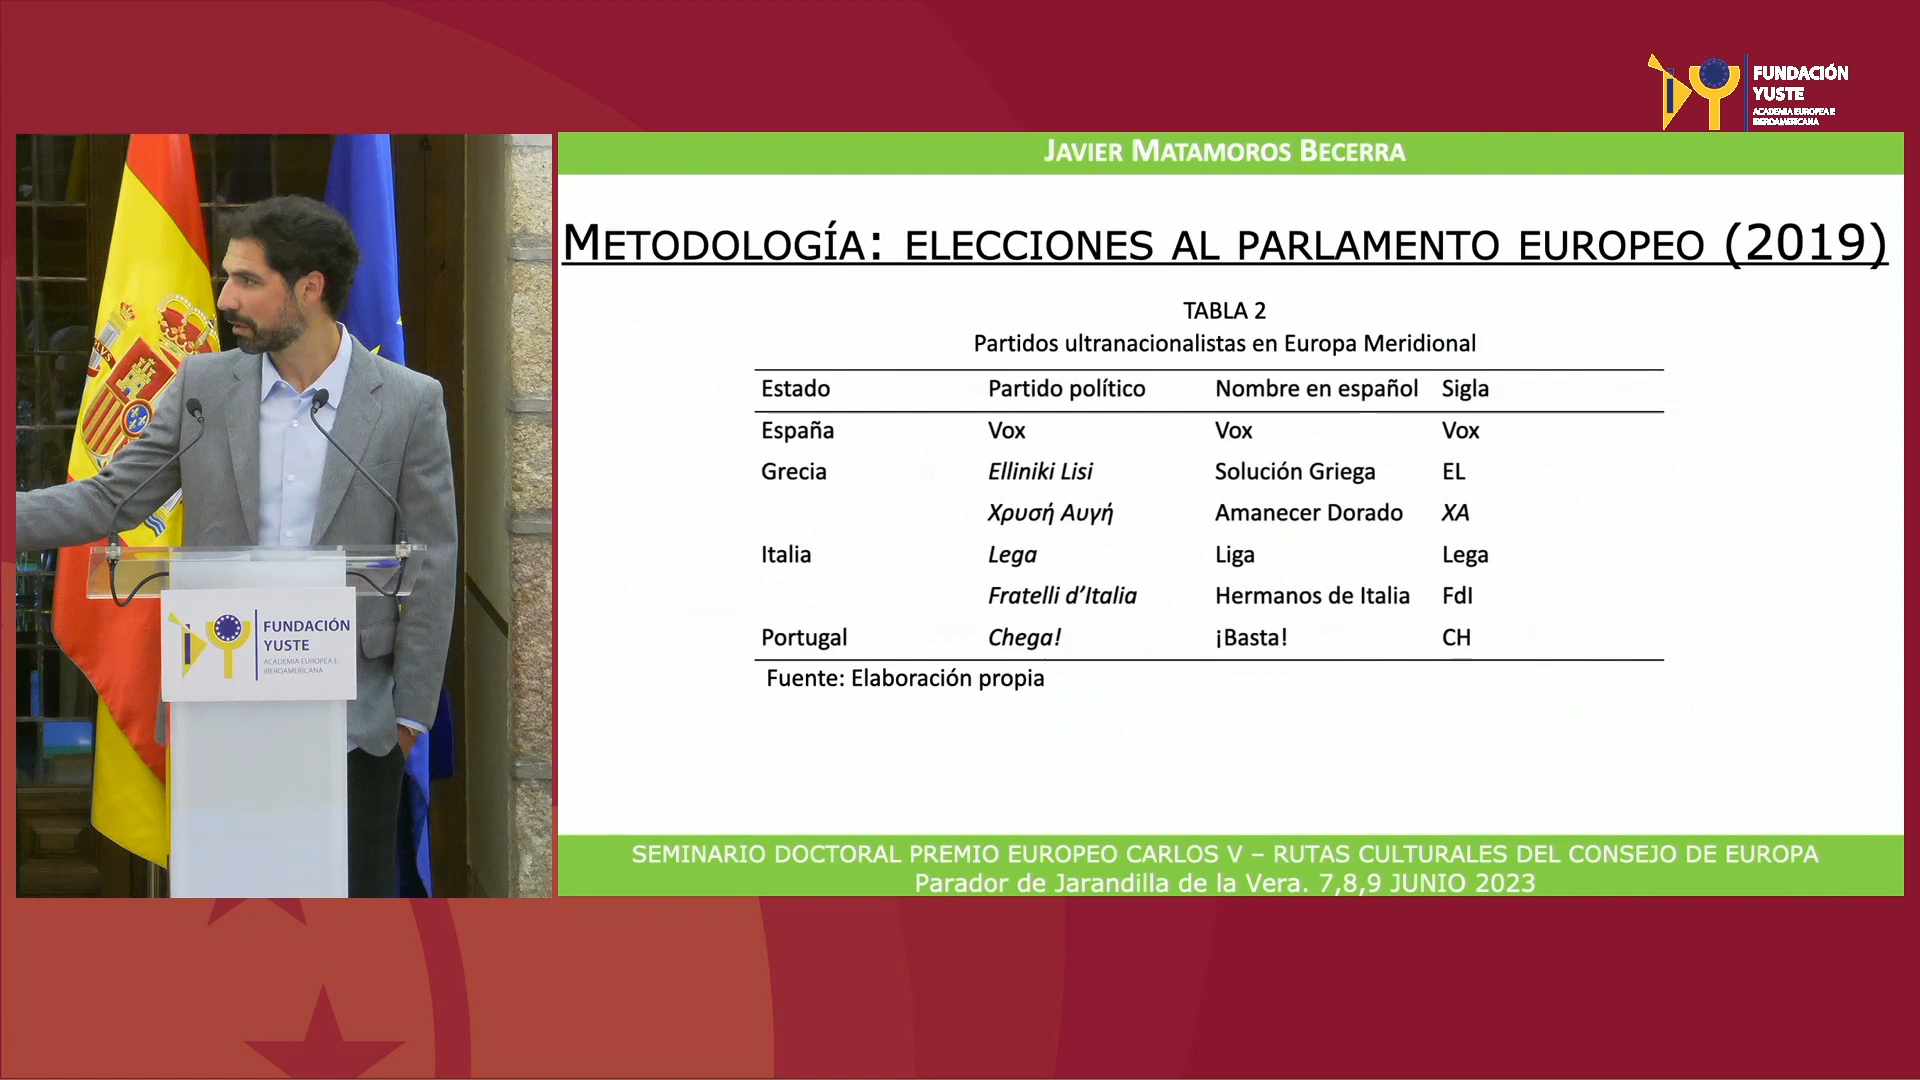 FUNDACIÓN
YUSTE
ACADEMIA EUROPEA E
IBEROAMERICANA
JAVIER MATAMOROS BECERRA
METODOLOGÍA: ELECCIONES AL PARLAMENTO EUROPEO (2019)
TABLA 2
Partidos ultranacionalistas en Europa Meridional
Estado Partido político Nombre en español Sigla
España Vox Vox Vox
Grecia Elliniki Lisi Solución Griega EL
Χρυσή Αυγή Amanecer Dorado XA
Italia Lega Liga Lega
Fratelli d’Italia Hermanos de Italia FdI
Portugal Chega! ¡Basta! CH
Fuente: Elaboración propia
SEMINARIO DOCTORAL PREMIO EUROPEO CARLOS V – RUTAS CULTURALES DEL CONSEJO DE EUROPA
Parador de Jarandilla de la Vera. 7,8,9 JUNIO 2023
FUNDACIÓN
YUSTE
ACADEMIA EUROPEA E
IBEROAMERICANA